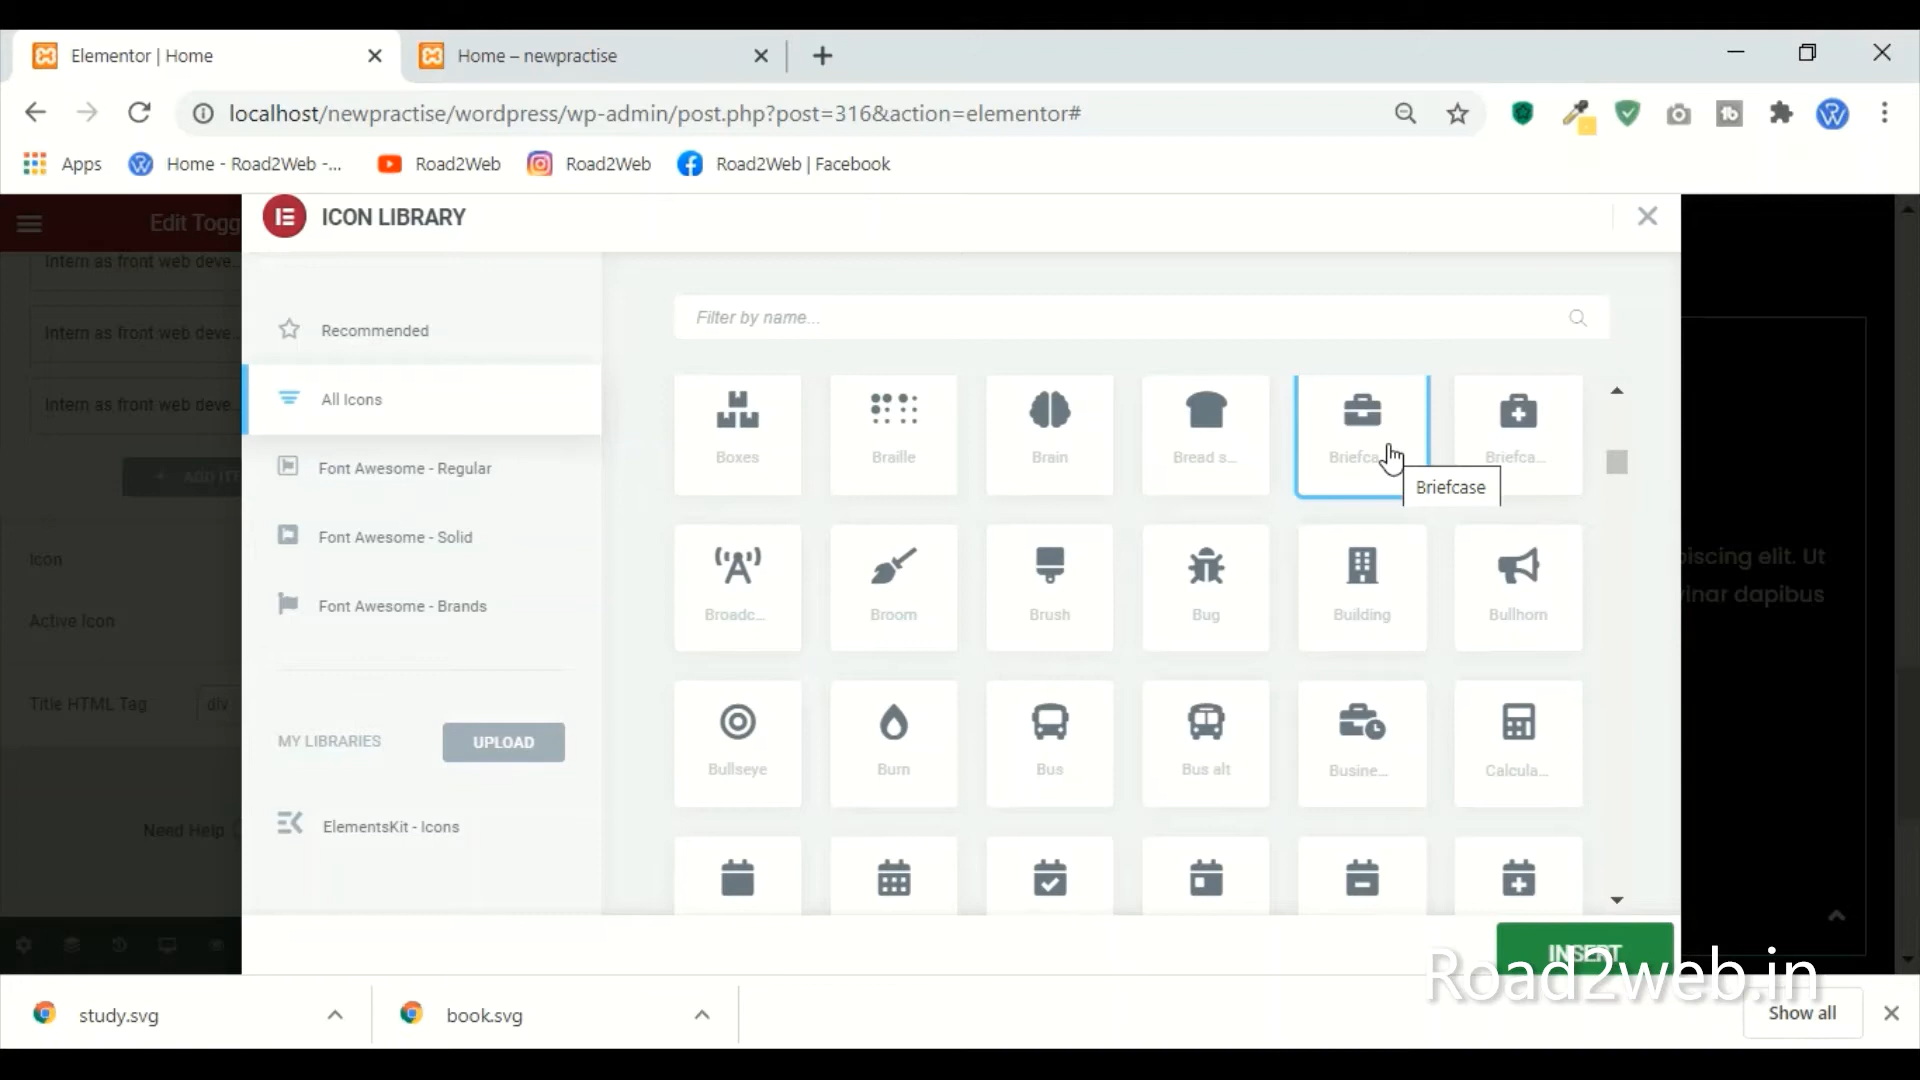 Elementor | Home
Home – newpractise
localhost/newpractise/wordpress/wp-admin/post.php?post=316&action=elementor#
Apps
Home - Road2Web -...
Road2Web
Road2Web
Road2Web | Facebook
Edit Togg
ICON LIBRARY
Intern as front web deve...
Intern as front web deve...
Intern as front web deve...
ADD ITE
Icon
Active Icon
Title HTML Tag
div
Need Help
Recommended
All Icons
Font Awesome - Regular
Font Awesome - Solid
Font Awesome - Brands
MY LIBRARIES
UPLOAD
ElementsKit - Icons
Filter by name...
Boxes
Braille
Brain
Bread s...
Briefca
Briefca...
Briefcase
Broadc...
Broom
Brush
Bug
Building
Bullhorn
Bullseye
Burn
Bus
Bus alt
Busine...
Calcula...
piscing elit. Ut
vinar dapibus
INSERT
Road2web.in
study.svg
book.svg
Show all